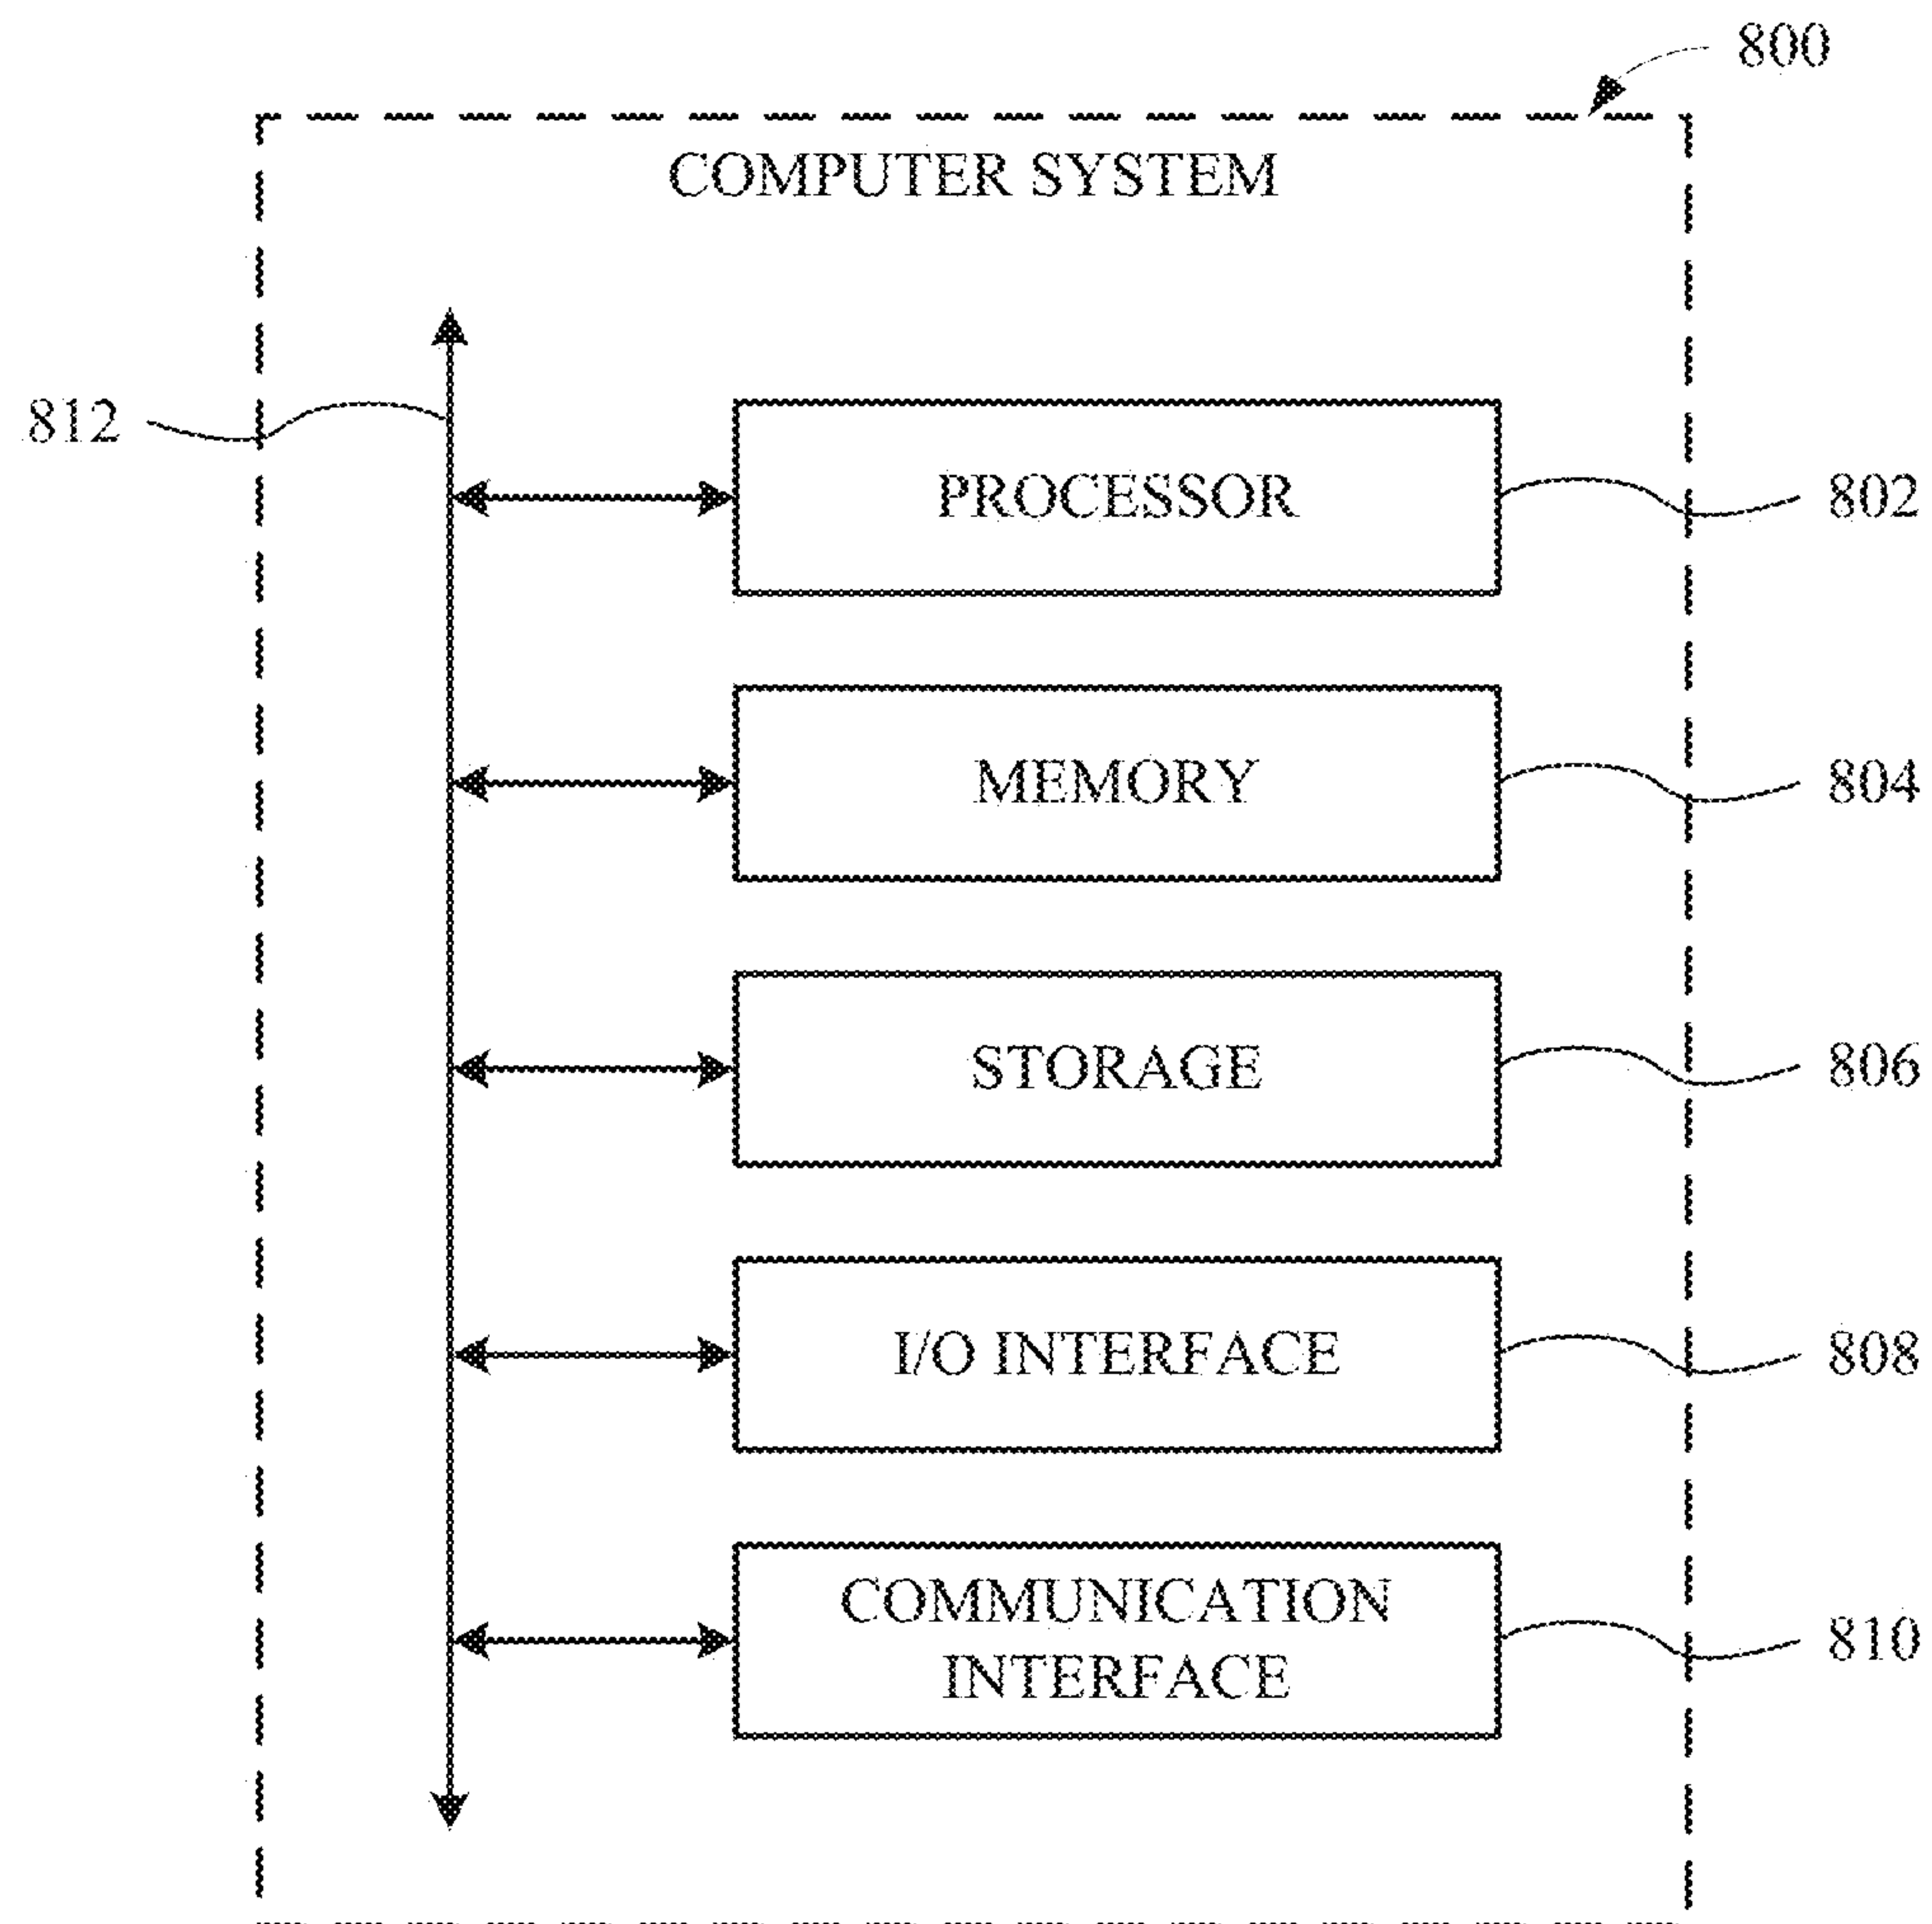 800
COMPUTER SYSTEM
812
PROCESSOR
802
MEMORY
804
STORAGE
806
I/O INTERFACE
808
COMMUNICATION
INTERFACE
810